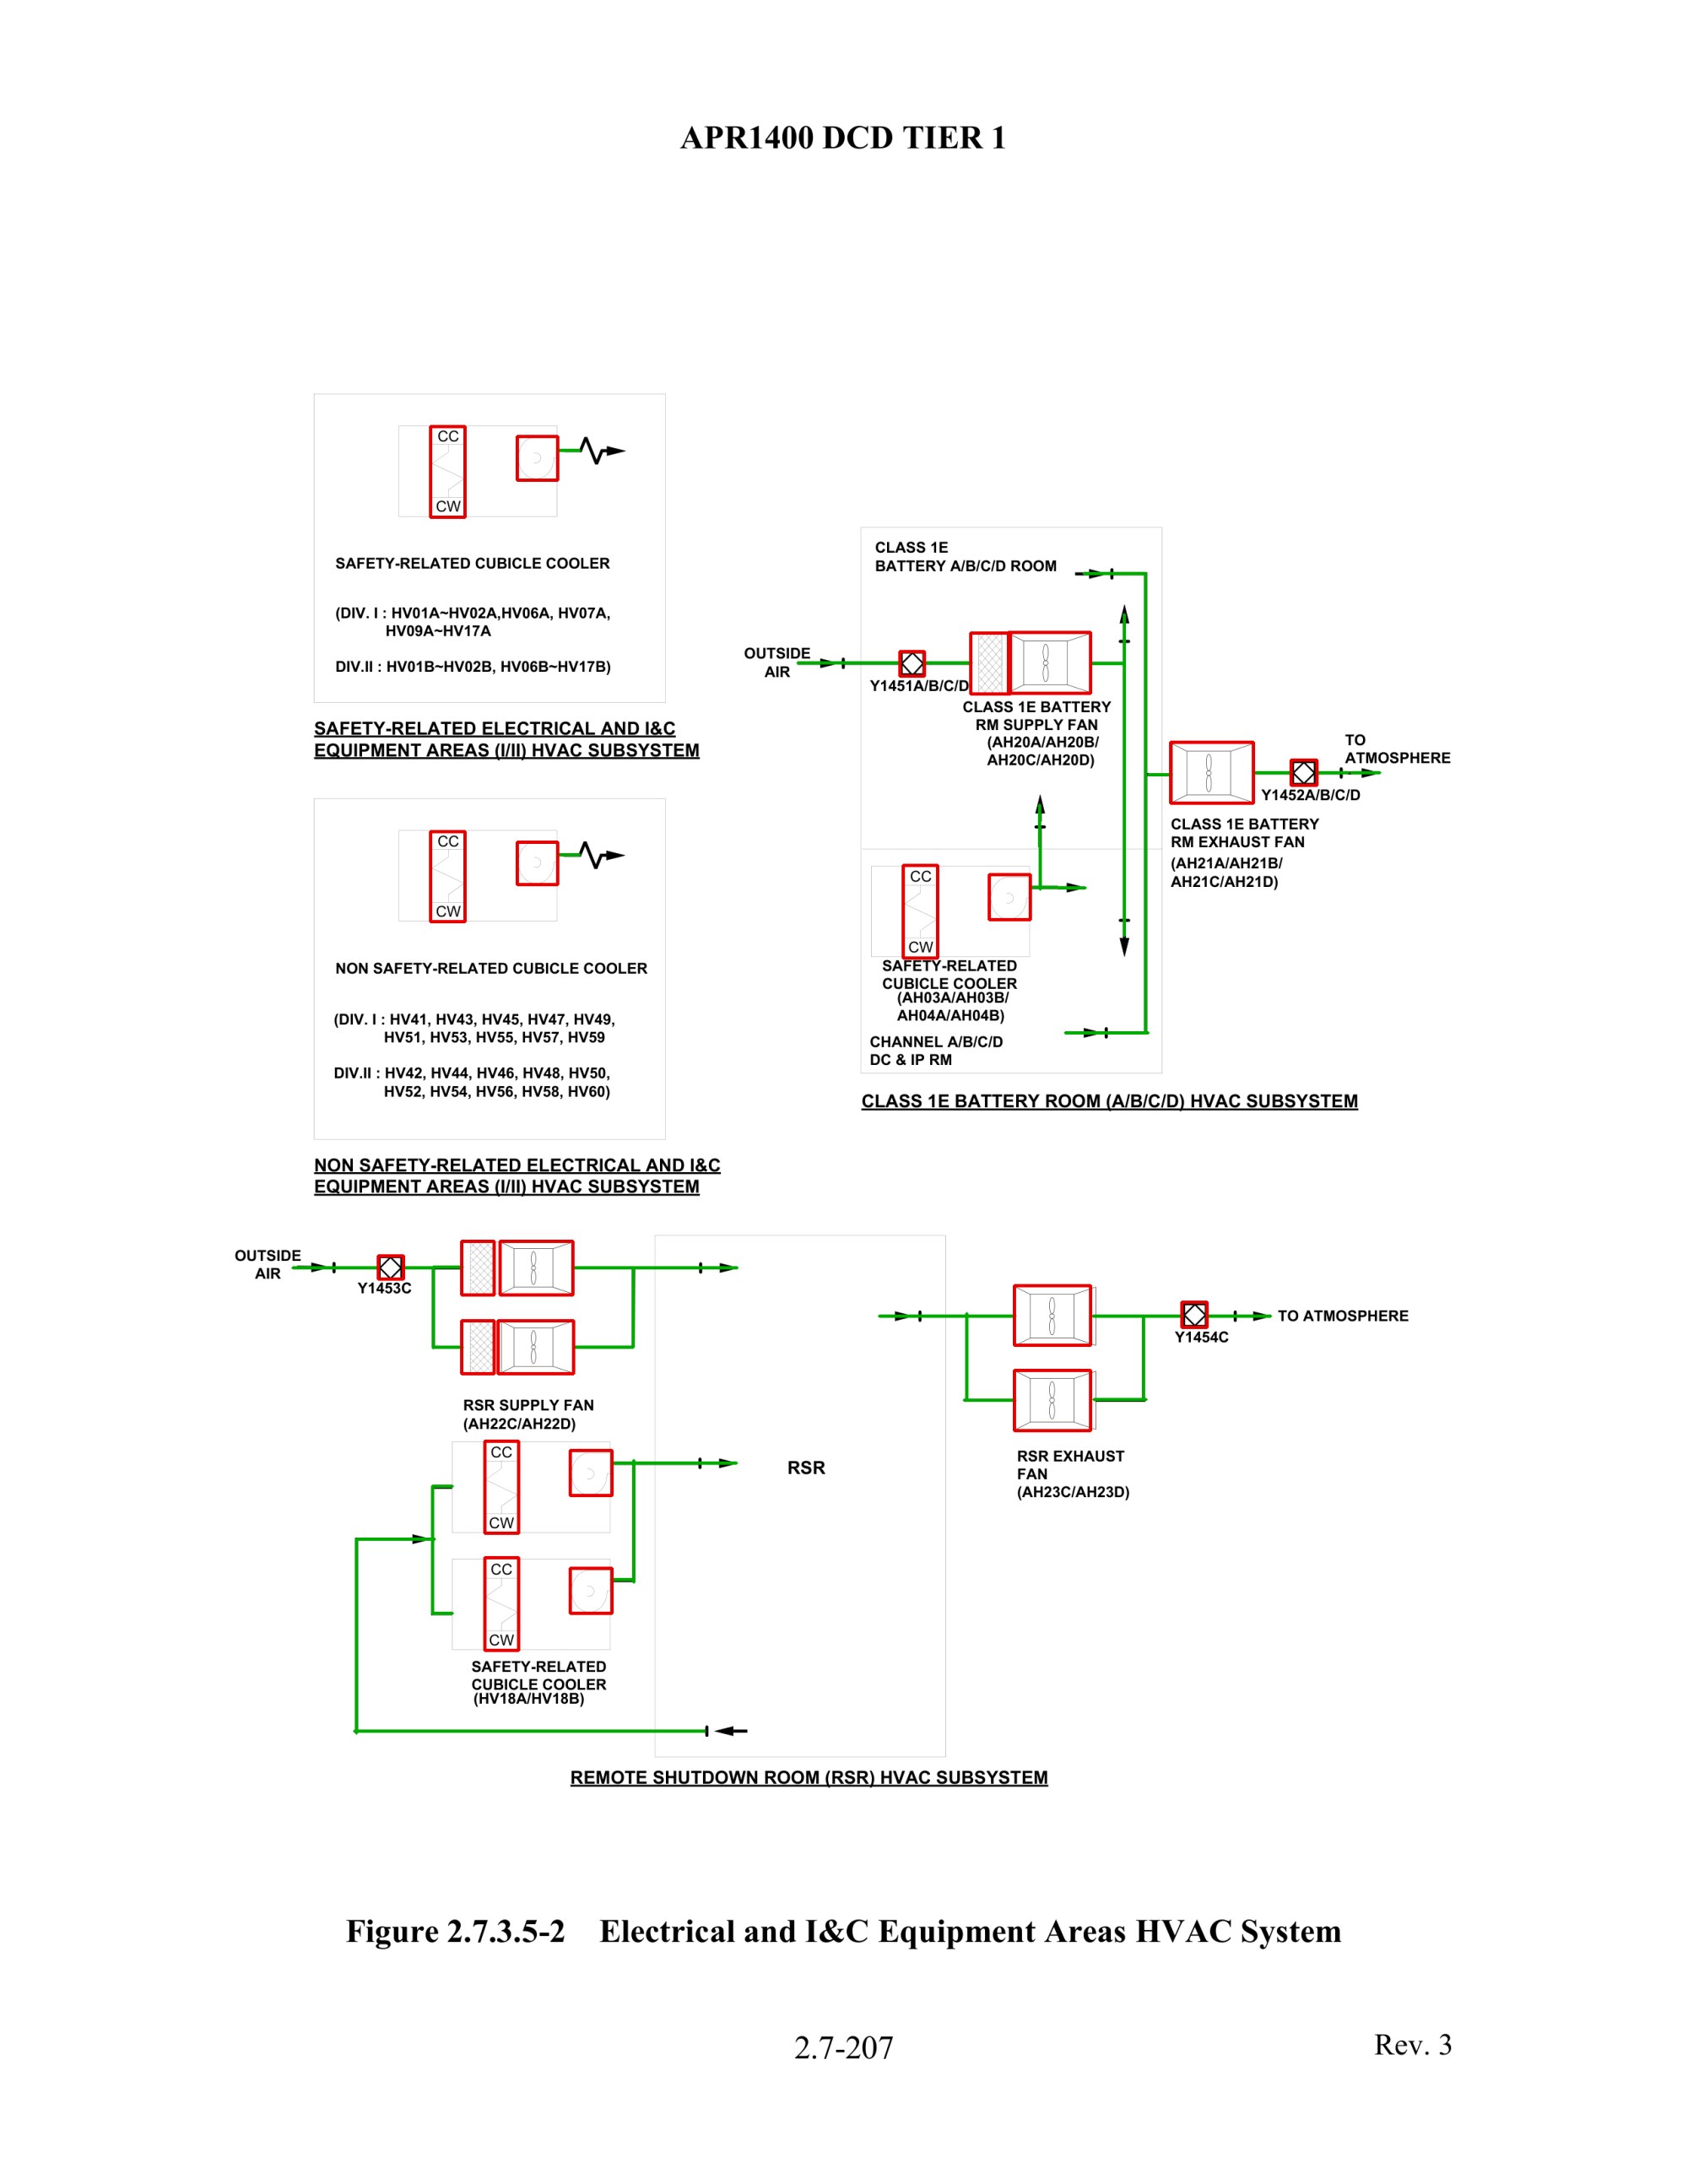 APR1400 DCD TIER 1
CC
CW
SAFETY-RELATED CUBICLE COOLER
(DIV. I : HV01A~HV02A,HV06A, HV07A,
HV09A~HV17A
DIV.II : HV01B~HV02B, HV06B~HV17B)
SAFETY-RELATED ELECTRICAL AND I&C
EQUIPMENT AREAS (I/II) HVAC SUBSYSTEM
CC
CW
NON SAFETY-RELATED CUBICLE COOLER
(DIV. I : HV41, HV43, HV45, HV47, HV49,
HV51, HV53, HV55, HV57, HV59
DIV.II : HV42, HV44, HV46, HV48, HV50,
HV52, HV54, HV56, HV58, HV60)
NON SAFETY-RELATED ELECTRICAL AND I&C
EQUIPMENT AREAS (I/II) HVAC SUBSYSTEM
CLASS 1E
BATTERY A/B/C/D ROOM
OUTSIDE
AIR
Y1451A/B/C/D
CLASS 1E BATTERY
RM SUPPLY FAN
(AH20A/AH20B/
AH20C/AH20D)
TO
ATMOSPHERE
Y1452A/B/C/D
CLASS 1E BATTERY
RM EXHAUST FAN
(AH21A/AH21B/
AH21C/AH21D)
CC
CW
SAFETY-RELATED
CUBICLE COOLER
(AH03A/AH03B/
AH04A/AH04B)
CHANNEL A/B/C/D
DC & IP RM
CLASS 1E BATTERY ROOM (A/B/C/D) HVAC SUBSYSTEM
OUTSIDE
AIR
Y1453C
RSR SUPPLY FAN
(AH22C/AH22D)
CC
CW
CC
CW
SAFETY-RELATED
CUBICLE COOLER
(HV18A/HV18B)
RSR
TO ATMOSPHERE
Y1454C
RSR EXHAUST
FAN
(AH23C/AH23D)
REMOTE SHUTDOWN ROOM (RSR) HVAC SUBSYSTEM
Figure 2.7.3.5-2 Electrical and I&C Equipment Areas HVAC System
2.7-207
Rev. 3